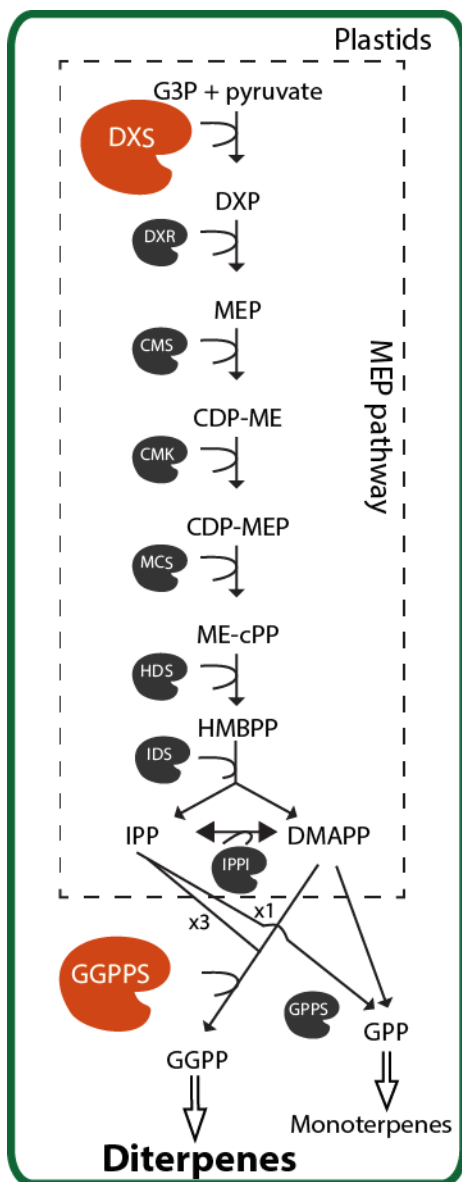 Plastids
G3P + pyruvate
DXS
DXP
DXR
MEP
CMS
MEP pathway
CDP-ME
CMK
CDP-MEP
MCS
ME-cPP
HDS
HMBPP
IDS
IPP
DMAPP
IPPI
x3
x1
GGPPS
GPPS
GPP
GGPP
Monoterpenes
Diterpenes